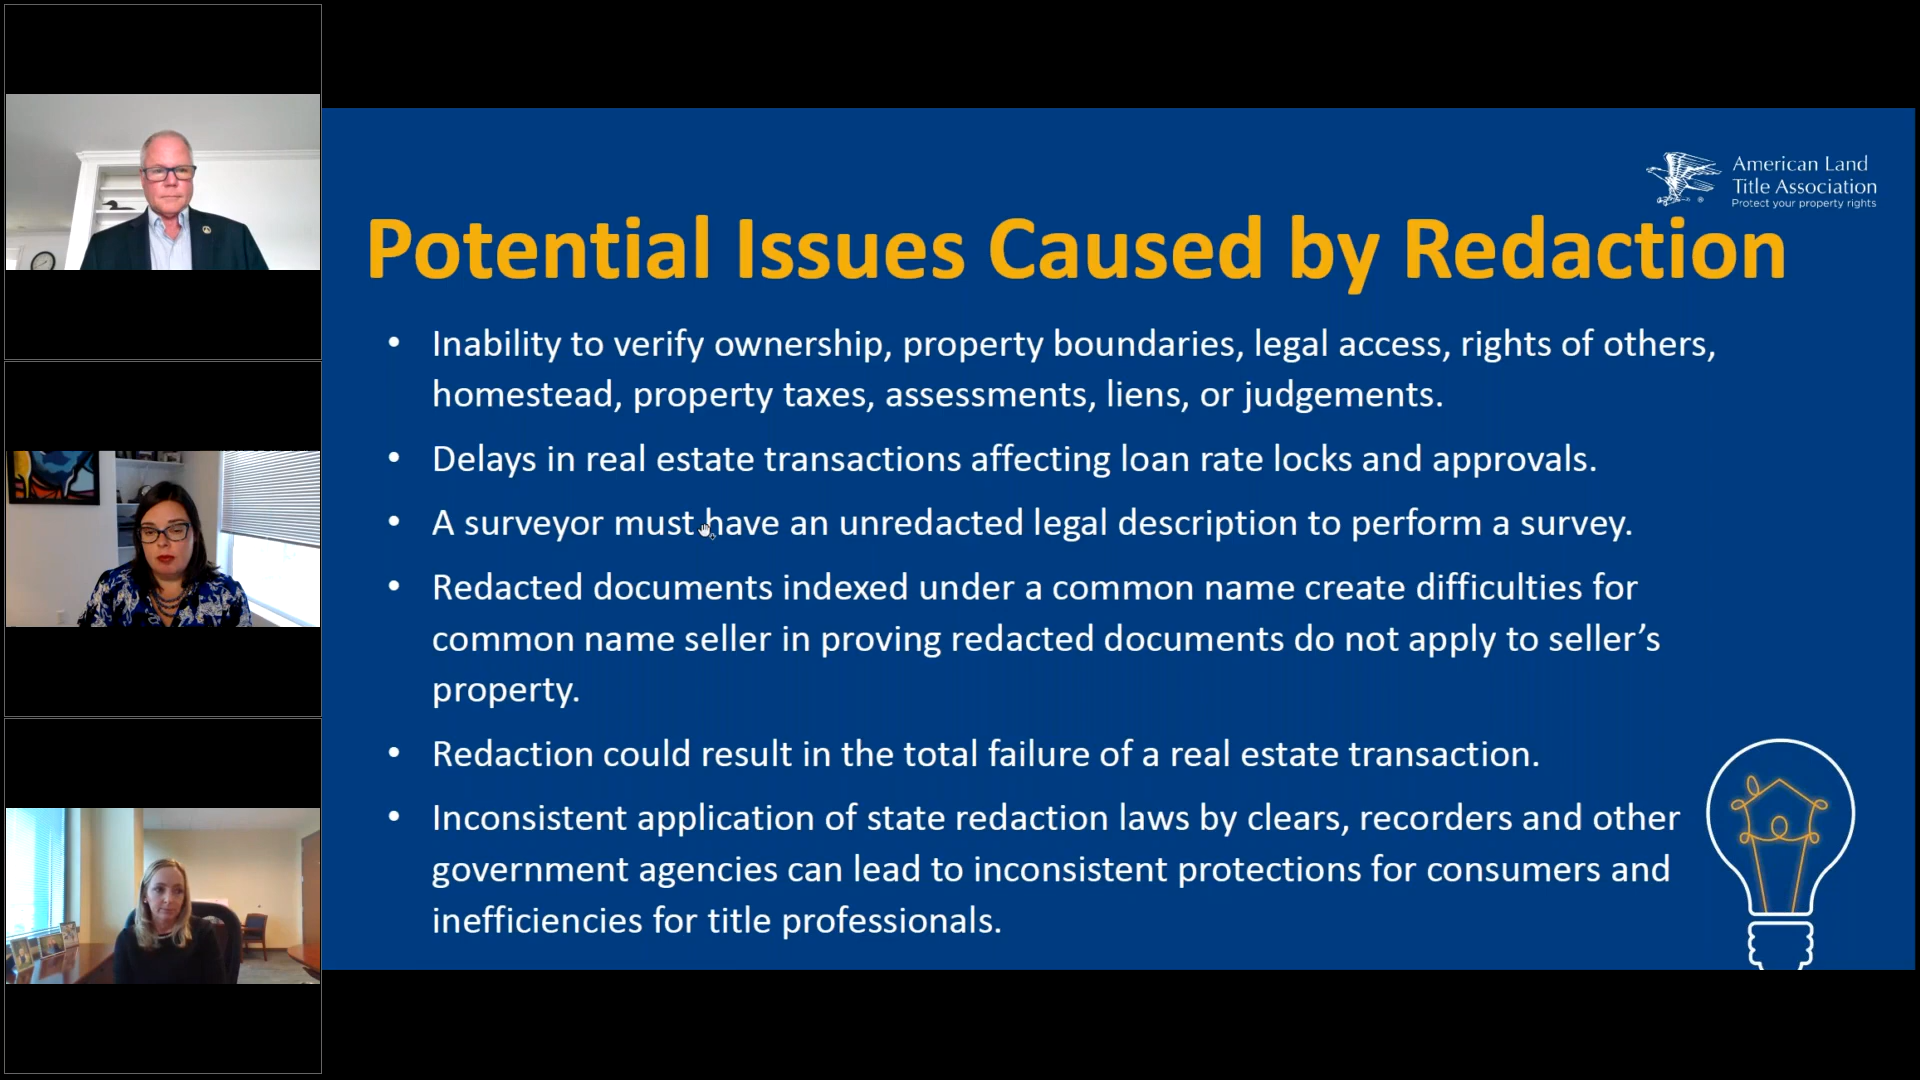 American Land
Title Association
Protect your property rights
Potential Issues Caused by Redaction
• Inability to verify ownership, property boundaries, legal access, rights of others,
homestead, property taxes, assessments, liens, or judgements.
• Delays in real estate transactions affecting loan rate locks and approvals.
• A surveyor must have an unredacted legal description to perform a survey.
• Redacted documents indexed under a common name create difficulties for
common name seller in proving redacted documents do not apply to seller’s
property.
• Redaction could result in the total failure of a real estate transaction.
• Inconsistent application of state redaction laws by clears, recorders and other
government agencies can lead to inconsistent protections for consumers and
inefficiencies for title professionals.